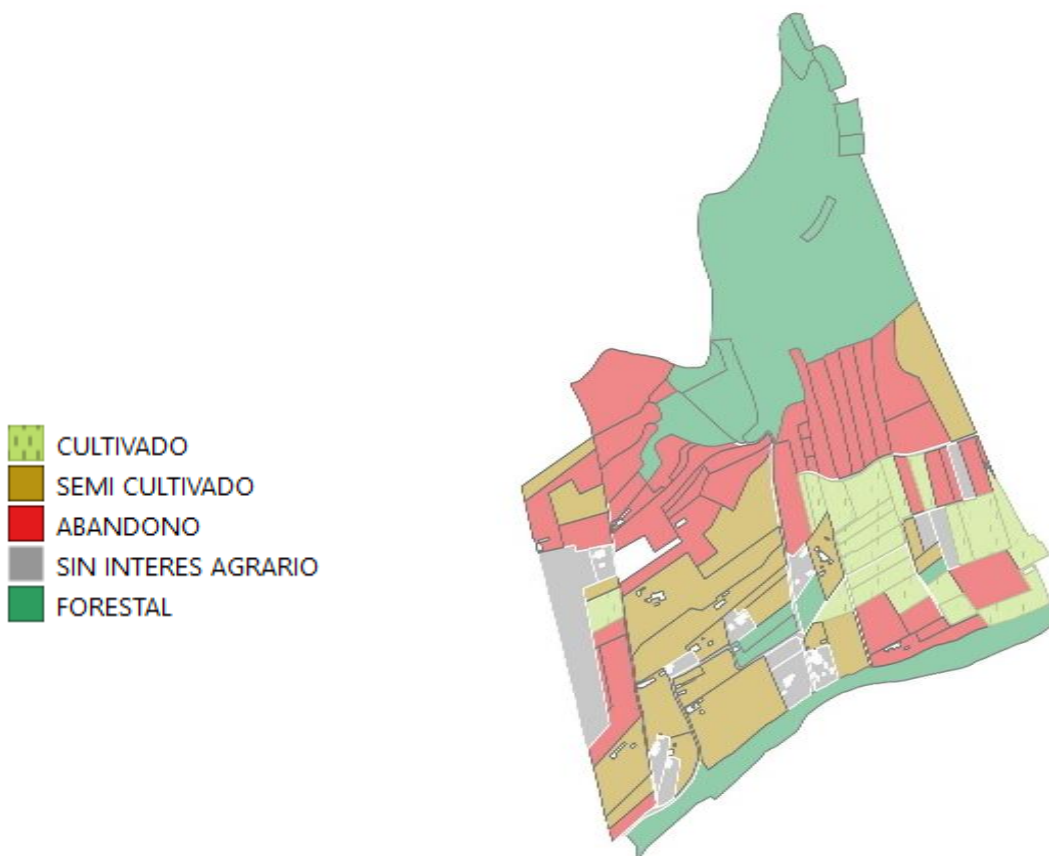 CULTIVADO
SEMI CULTIVADO
ABANDONO
SIN INTERES AGRARIO
FORESTAL